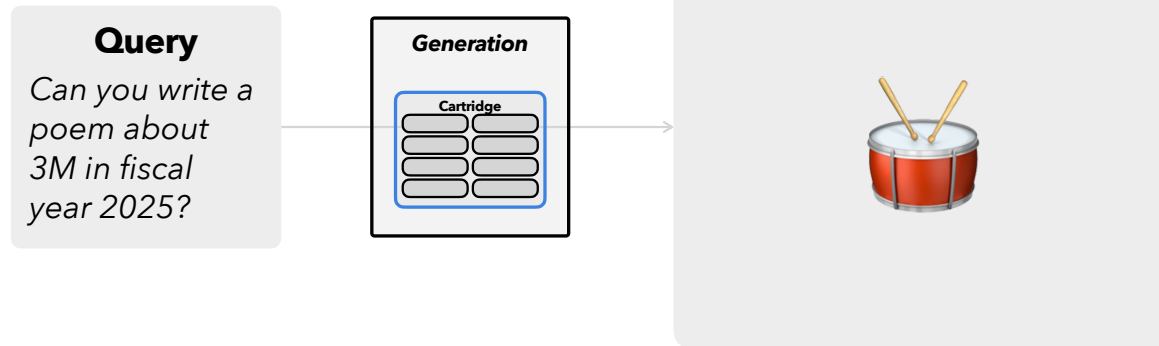 Query
Can you write a
poem about
3M in fiscal
year 2025?
Generation
Cartridge